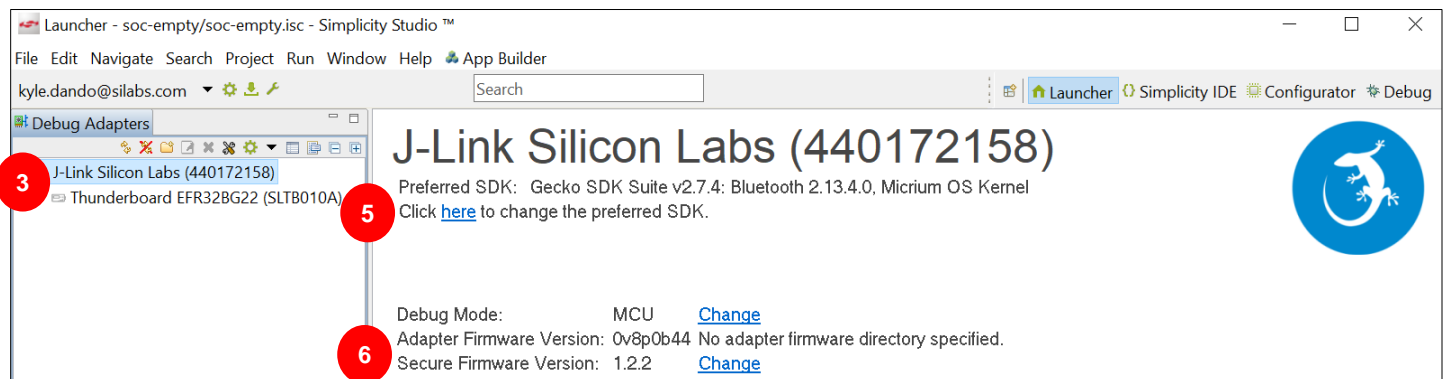 Launcher - soc-empty/soc-empty.isc - Simplicity Studio ™
File Edit Navigate Search Project Run Window Help App Builder
kyle.dando@silabs.com Search Launcher Simplicity IDE Configurator Debug
Debug Adapters
3 J-Link Silicon Labs (440172158)
Thunderboard EFR32BG22 (SLTB010A)
J-Link Silicon Labs (440172158)
Preferred SDK: Gecko SDK Suite v2.7.4: Bluetooth 2.13.4.0, Micrium OS Kernel
5 Click here to change the preferred SDK.
Debug Mode: MCU Change
Adapter Firmware Version: 0v8p0b44 No adapter firmware directory specified.
6 Secure Firmware Version: 1.2.2 Change